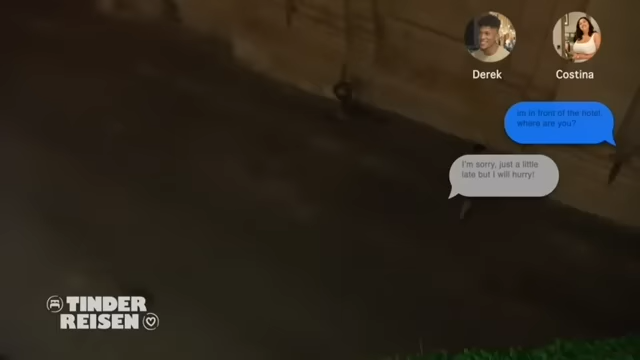 Derek
Costina
im in front of the hotel
where are you?
I'm sorry, just a little
late but I will hurry!
TINDER
REISEN